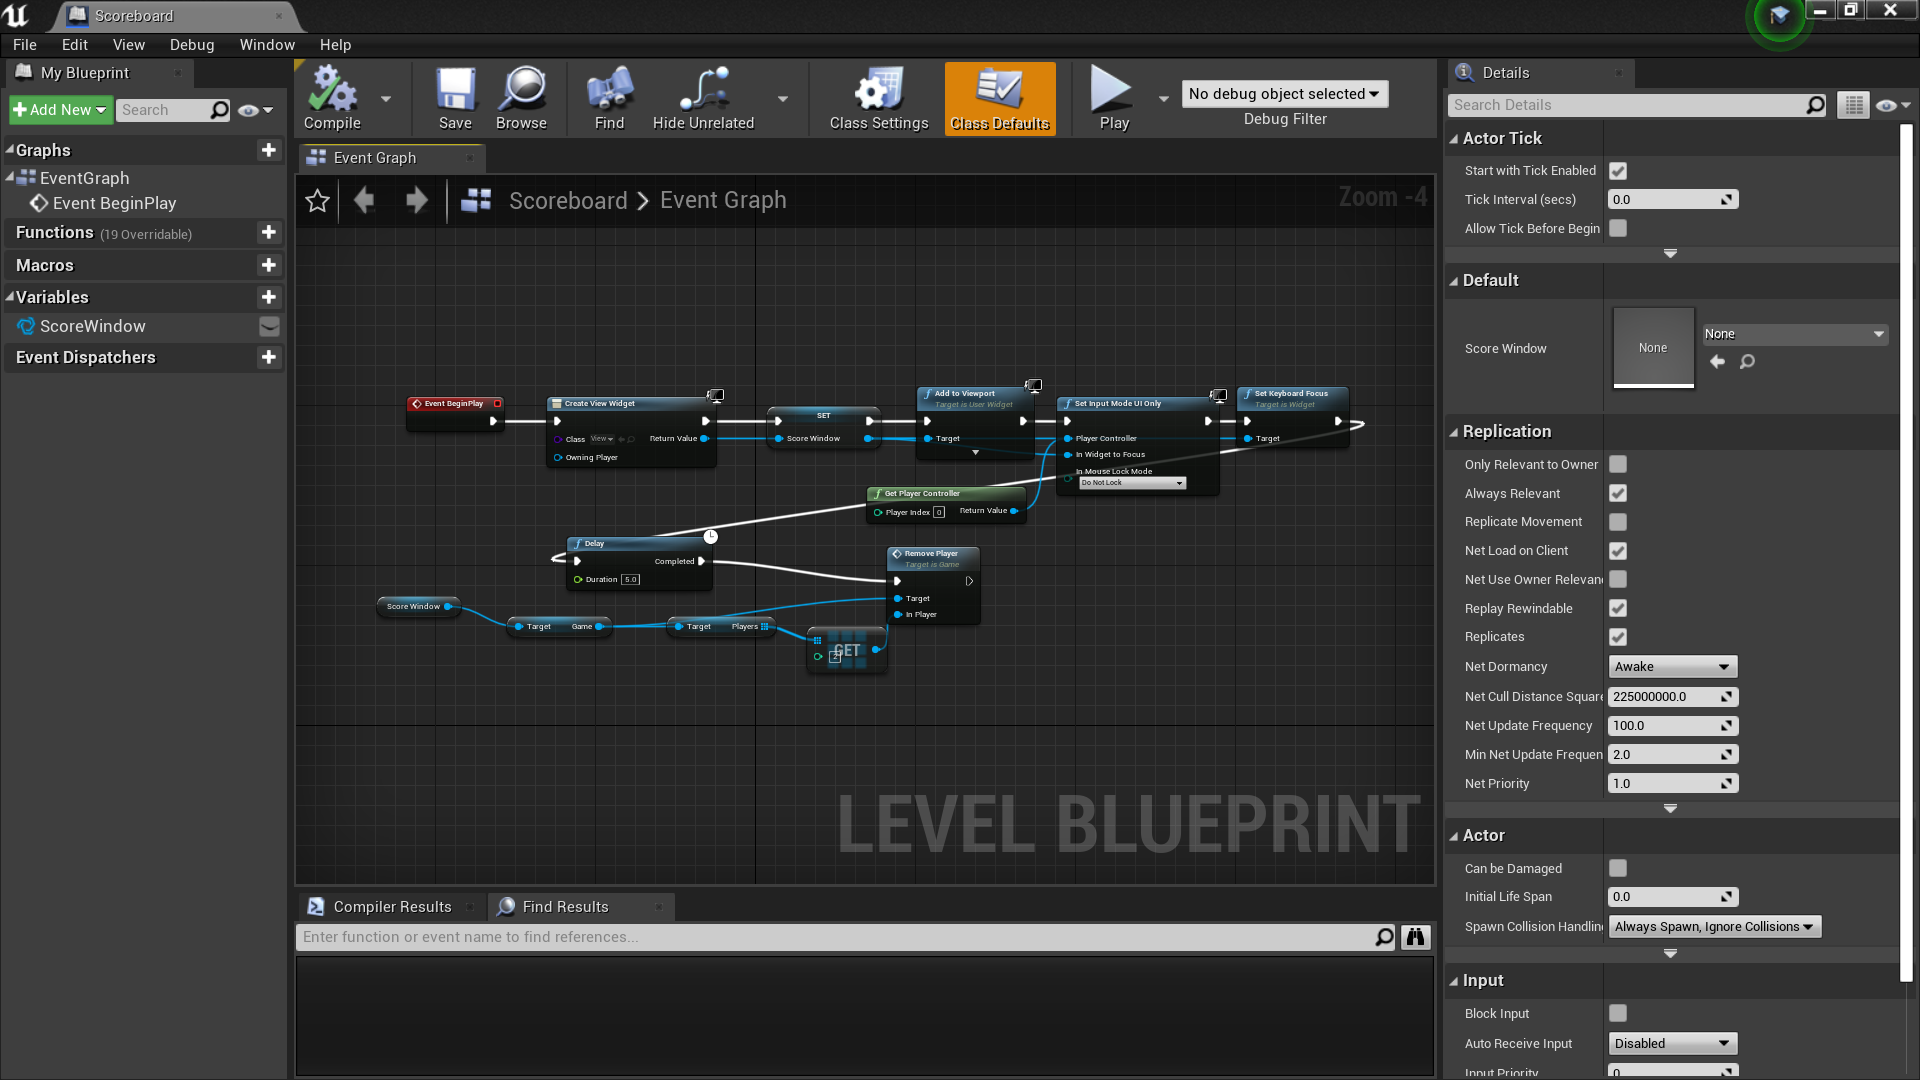 Scoreboard
File Edit View Debug Window Help
My Blueprint
Add New
Search
Graphs
EventGraph
Event BeginPlay
Functions (19 Overridable)
Macros
Variables
ScoreWindow
Event Dispatchers
Compile
Save
Browse
Find
Hide Unrelated
Class Settings
Class Defaults
Play
No debug object selected
Debug Filter
Event Graph
Scoreboard > Event Graph
Zoom -4
Event BeginPlay
Create View Widget
Class View
Return Value
Owning Player
SET
Score Window
Add to Viewport
Target is User Widget
Target
Set Input Mode UI Only
Player Controller
In Widget to Focus
In Mouse Lock Mode
Do Not Lock
Set Keyboard Focus
Target is Widget
Target
Get Player Controller
Player Index 0
Return Value
Delay
Completed
Duration 5.0
Remove Player
Target is Game
Target
In Player
Score Window
Target Game
Target Players
GET
2
LEVEL BLUEPRINT
Compiler Results
Find Results
Enter function or event name to find references...
Details
Search Details
Actor Tick
Start with Tick Enabled
Tick Interval (secs) 0.0
Allow Tick Before Begin
Default
Score Window
None
None
Replication
Only Relevant to Owner
Always Relevant
Replicate Movement
Net Load on Client
Net Use Owner Relevan
Replay Rewindable
Replicates
Net Dormancy Awake
Net Cull Distance Square 225000000.0
Net Update Frequency 100.0
Min Net Update Frequen 2.0
Net Priority 1.0
Actor
Can be Damaged
Initial Life Span 0.0
Spawn Collision Handlin Always Spawn, Ignore Collisions
Input
Block Input
Auto Receive Input Disabled
Input Priority 0